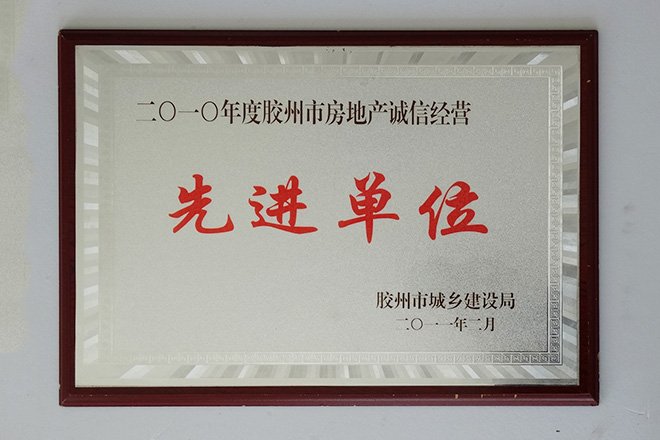 二〇一〇年度胶州市房地产诚信经营
先进单位
胶州市城乡建设局
二〇一一年二月